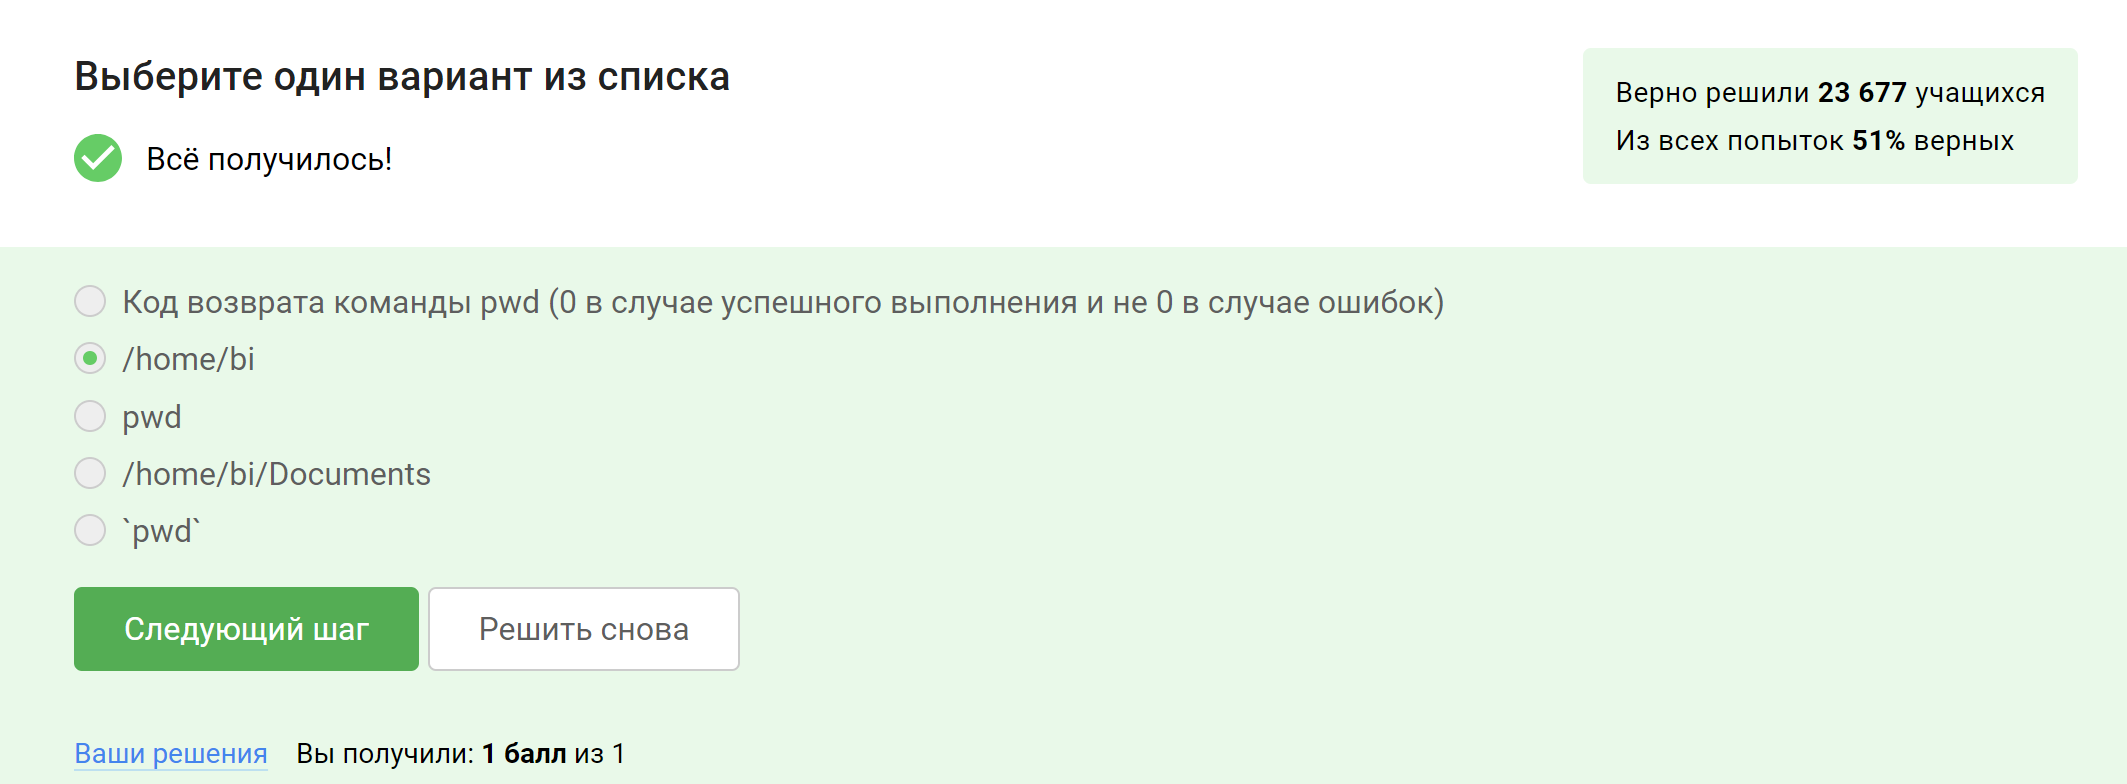 Выберите один вариант из списка
Всё получилось!
Верно решили 23 677 учащихся
Из всех попыток 51% верных
Код возврата команды pwd (0 в случае успешного выполнения и не 0 в случае ошибок)
/home/bi
pwd
/home/bi/Documents
`pwd`
Следующий шаг
Решить снова
Ваши решения Вы получили: 1 балл из 1